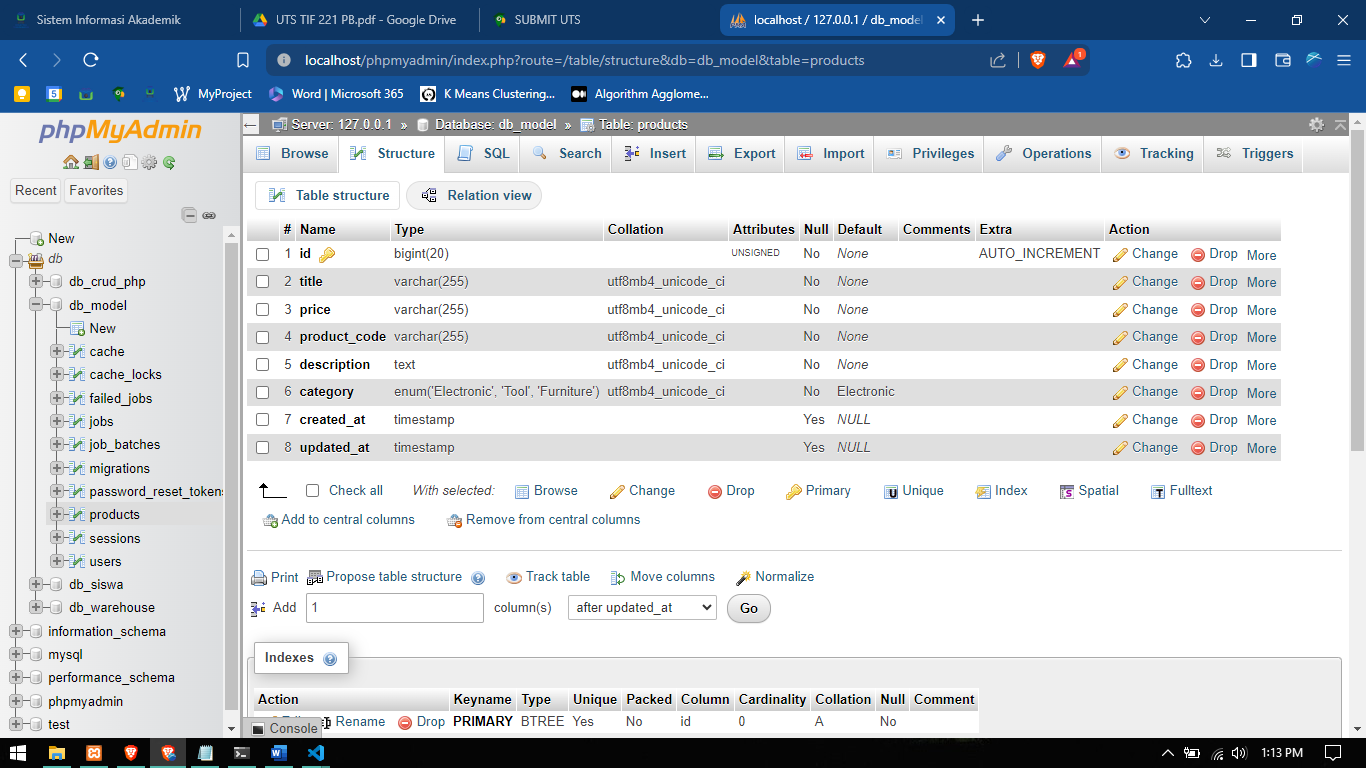 Sistem Informasi Akademik
UTS TIF 221 PB.pdf - Google Drive
SUBMIT UTS
localhost / 127.0.0.1 / db_model
localhost/phpmyadmin/index.php?route=/table/structure&db=db_model&table=products
1
MyProject
Word | Microsoft 365
K Means Clustering...
Algorithm Agglome...
phpMyAdmin
Recent Favorites
New
db
db_crud_php
db_model
New
cache
cache_locks
failed_jobs
jobs
job_batches
migrations
password_reset_tokens
products
sessions
users
db_siswa
db_warehouse
information_schema
mysql
performance_schema
phpmyadmin
test
Server: 127.0.0.1 » Database: db_model » Table: products
Browse Structure SQL Search Insert Export Import Privileges Operations Tracking Triggers
Table structure Relation view
# Name Type Collation Attributes Null Default Comments Extra Action
1 id bigint(20) UNSIGNED No None AUTO_INCREMENT Change Drop More
2 title varchar(255) utf8mb4_unicode_ci No None Change Drop More
3 price varchar(255) utf8mb4_unicode_ci No None Change Drop More
4 product_code varchar(255) utf8mb4_unicode_ci No None Change Drop More
5 description text utf8mb4_unicode_ci No None Change Drop More
6 category enum('Electronic', 'Tool', 'Furniture') utf8mb4_unicode_ci No Electronic Change Drop More
7 created_at timestamp Yes NULL Change Drop More
8 updated_at timestamp Yes NULL Change Drop More
Check all With selected: Browse Change Drop Primary Unique Index Spatial Fulltext
Add to central columns Remove from central columns
Print Propose table structure Track table Move columns Normalize
Add 1 column(s) after updated_at Go
Indexes
Action Keyname Type Unique Packed Column Cardinality Collation Null Comment
Rename Drop PRIMARY BTREE Yes No id 0 A No
Console
1:13 PM